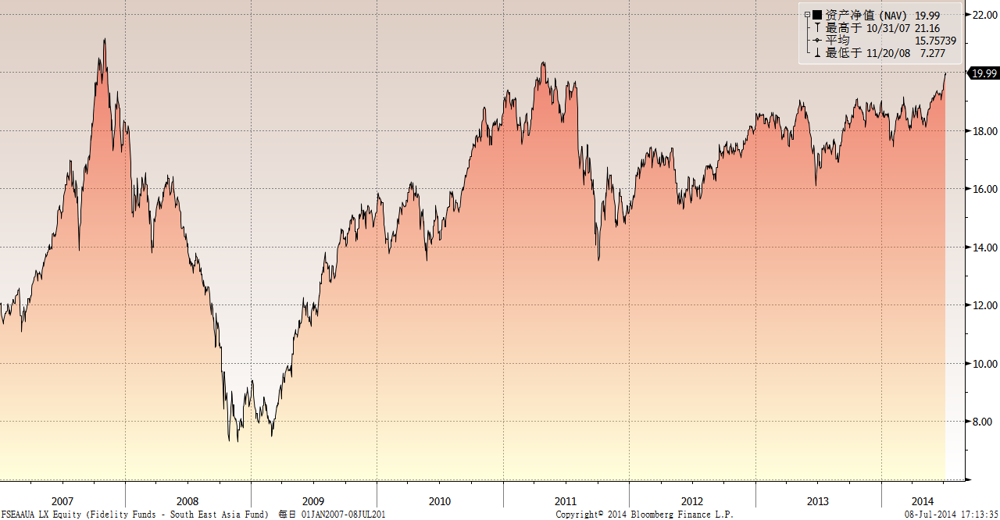 资产净值 (NAV) 19.99
最高于 10/31/07 21.16
平均 15.75739
最低于 11/20/08 7.277
22.00
19.99
18.00
16.00
14.00
12.00
10.00
8.00
2007 2008 2009 2010 2011 2012 2013 2014
FSEAAUA LX Equity (Fidelity Funds - South East Asia Fund) 每日 01JAN2007-08JUL201 Copyright© 2014 Bloomberg Finance L.P. 08-Jul-2014 17:13:35